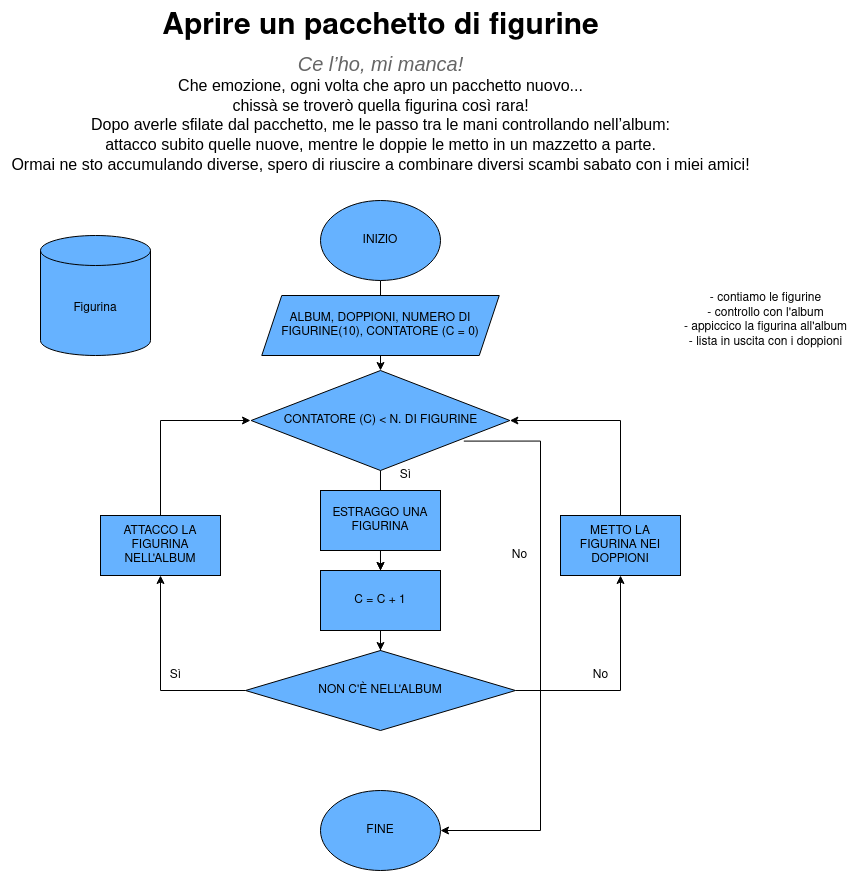 Aprire un pacchetto di figurine
Ce l'ho, mi manca!
Che emozione, ogni volta che apro un pacchetto nuovo...
chissà se troverò quella figurina così rara!
Dopo averle sfilate dal pacchetto, me le passo tra le mani controllando nell'album:
attacco subito quelle nuove, mentre le doppie le metto in un mazzetto a parte.
Ormai ne sto accumulando diverse, spero di riuscire a combinare diversi scambi sabato con i miei amici!
INIZIO
Figurina
ALBUM, DOPPIONI, NUMERO DI
FIGURINE(10), CONTATORE (C = 0)
- contiamo le figurine
- controllo con l'album
- appiccico la figurina all'album
- lista in uscita con i doppioni
CONTATORE (C) < N. DI FIGURINE
Sì
ESTRAGGO UNA
FIGURINA
ATTACCO LA
FIGURINA
NELL'ALBUM
No
METTO LA
FIGURINA NEI
DOPPIONI
C = C + 1
Sì
NON C'È NELL'ALBUM
No
FINE